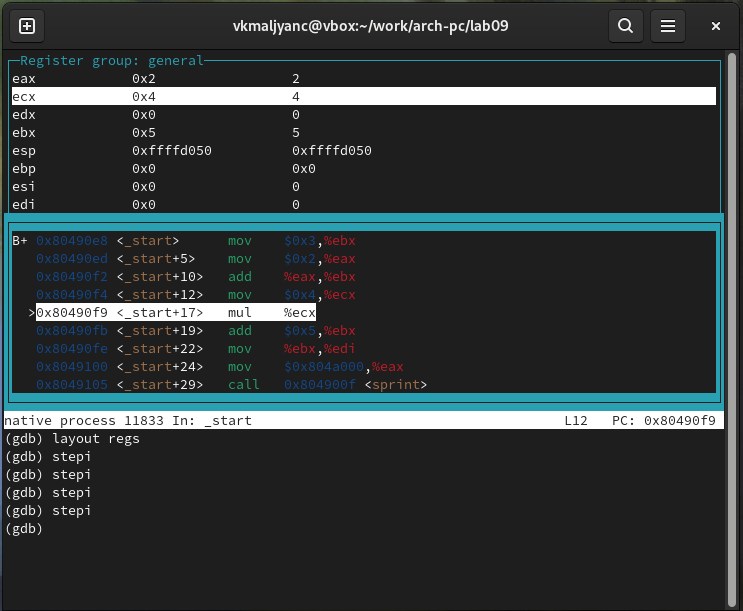 vkmaljyanc@vbox:~/work/arch-pc/lab09
Register group: general
eax 0x2 2
ecx 0x4 4
edx 0x0 0
ebx 0x5 5
esp 0xffffd050 0xffffd050
ebp 0x0 0x0
esi 0x0 0
edi 0x0 0
B+ 0x80490e8 <_start> mov $0x3,%ebx
0x80490ed <_start+5> mov $0x2,%eax
0x80490f2 <_start+10> add %eax,%ebx
0x80490f4 <_start+12> mov $0x4,%ecx
>0x80490f9 <_start+17> mul %ecx
0x80490fb <_start+19> add $0x5,%ebx
0x80490fe <_start+22> mov %ebx,%edi
0x8049100 <_start+24> mov $0x804a000,%eax
0x8049105 <_start+29> call 0x804900f <sprint>
native process 11833 In: _start L12 PC: 0x80490f9
(gdb) layout regs
(gdb) stepi
(gdb) stepi
(gdb) stepi
(gdb) stepi
(gdb)